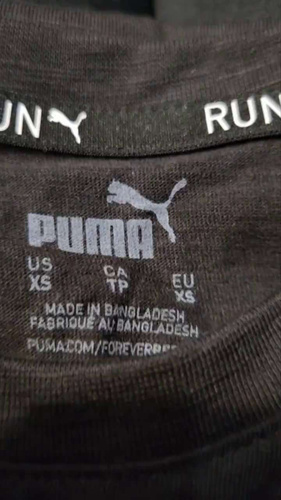 UN RUN
PUMA
US CA EU
XS TP XS
MADE IN BANGLADESH
FABRIQUÉ AU BANGLADESH
PUMA.COM/FOREVERBE